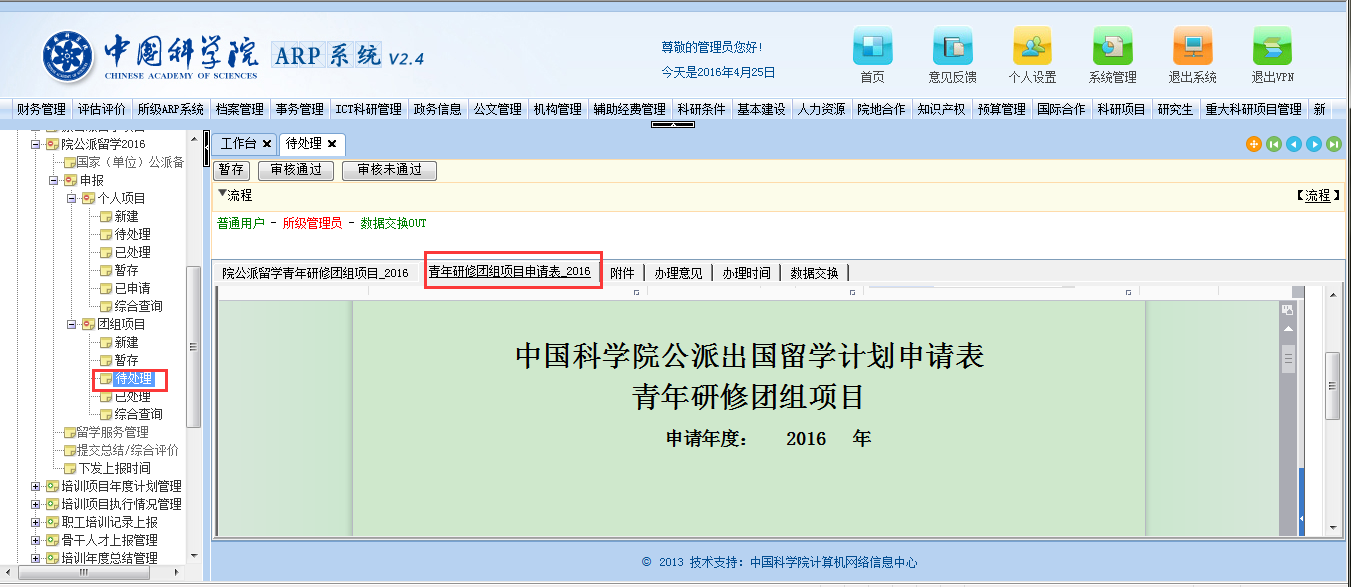 中国科学院
CHINESE ACADEMY OF SCIENCES
ARP 系统 V2.4
尊敬的管理员您好!
今天是2016年4月25日
首页 意见反馈 个人设置 系统管理 退出系统 退出VPN
财务管理 评估评价 所级ARP系统 档案管理 事务管理 ICT科研管理 政务信息 公文管理 机构管理 辅助经费管理 科研条件 基本建设 人力资源 院地合作 知识产权 预算管理 国际合作 科研项目 研究生 重大科研项目管理 新
院公派留学2016
国家（单位）公派备
申报
个人项目
新建
待处理
已处理
暂存
已申请
综合查询
团组项目
新建
暂存
待处理
已处理
综合查询
留学服务管理
提交总结/综合评价
下发上报时间
培训项目年度计划管理
培训项目执行情况管理
职工培训记录上报
骨干人才上报管理
培训年度总结管理
工作台 × 待处理 ×
暂存 审核通过 审核未通过
▼流程 【流程】
普通用户 - 所级管理员 - 数据交换OUT
院公派留学青年研修团组项目_2016 青年研修团组项目申请表_2016 附件 办理意见 办理时间 数据交换
中国科学院公派出国留学计划申请表
青年研修团组项目
申请年度： 2016 年
© 2013 技术支持：中国科学院计算机网络信息中心